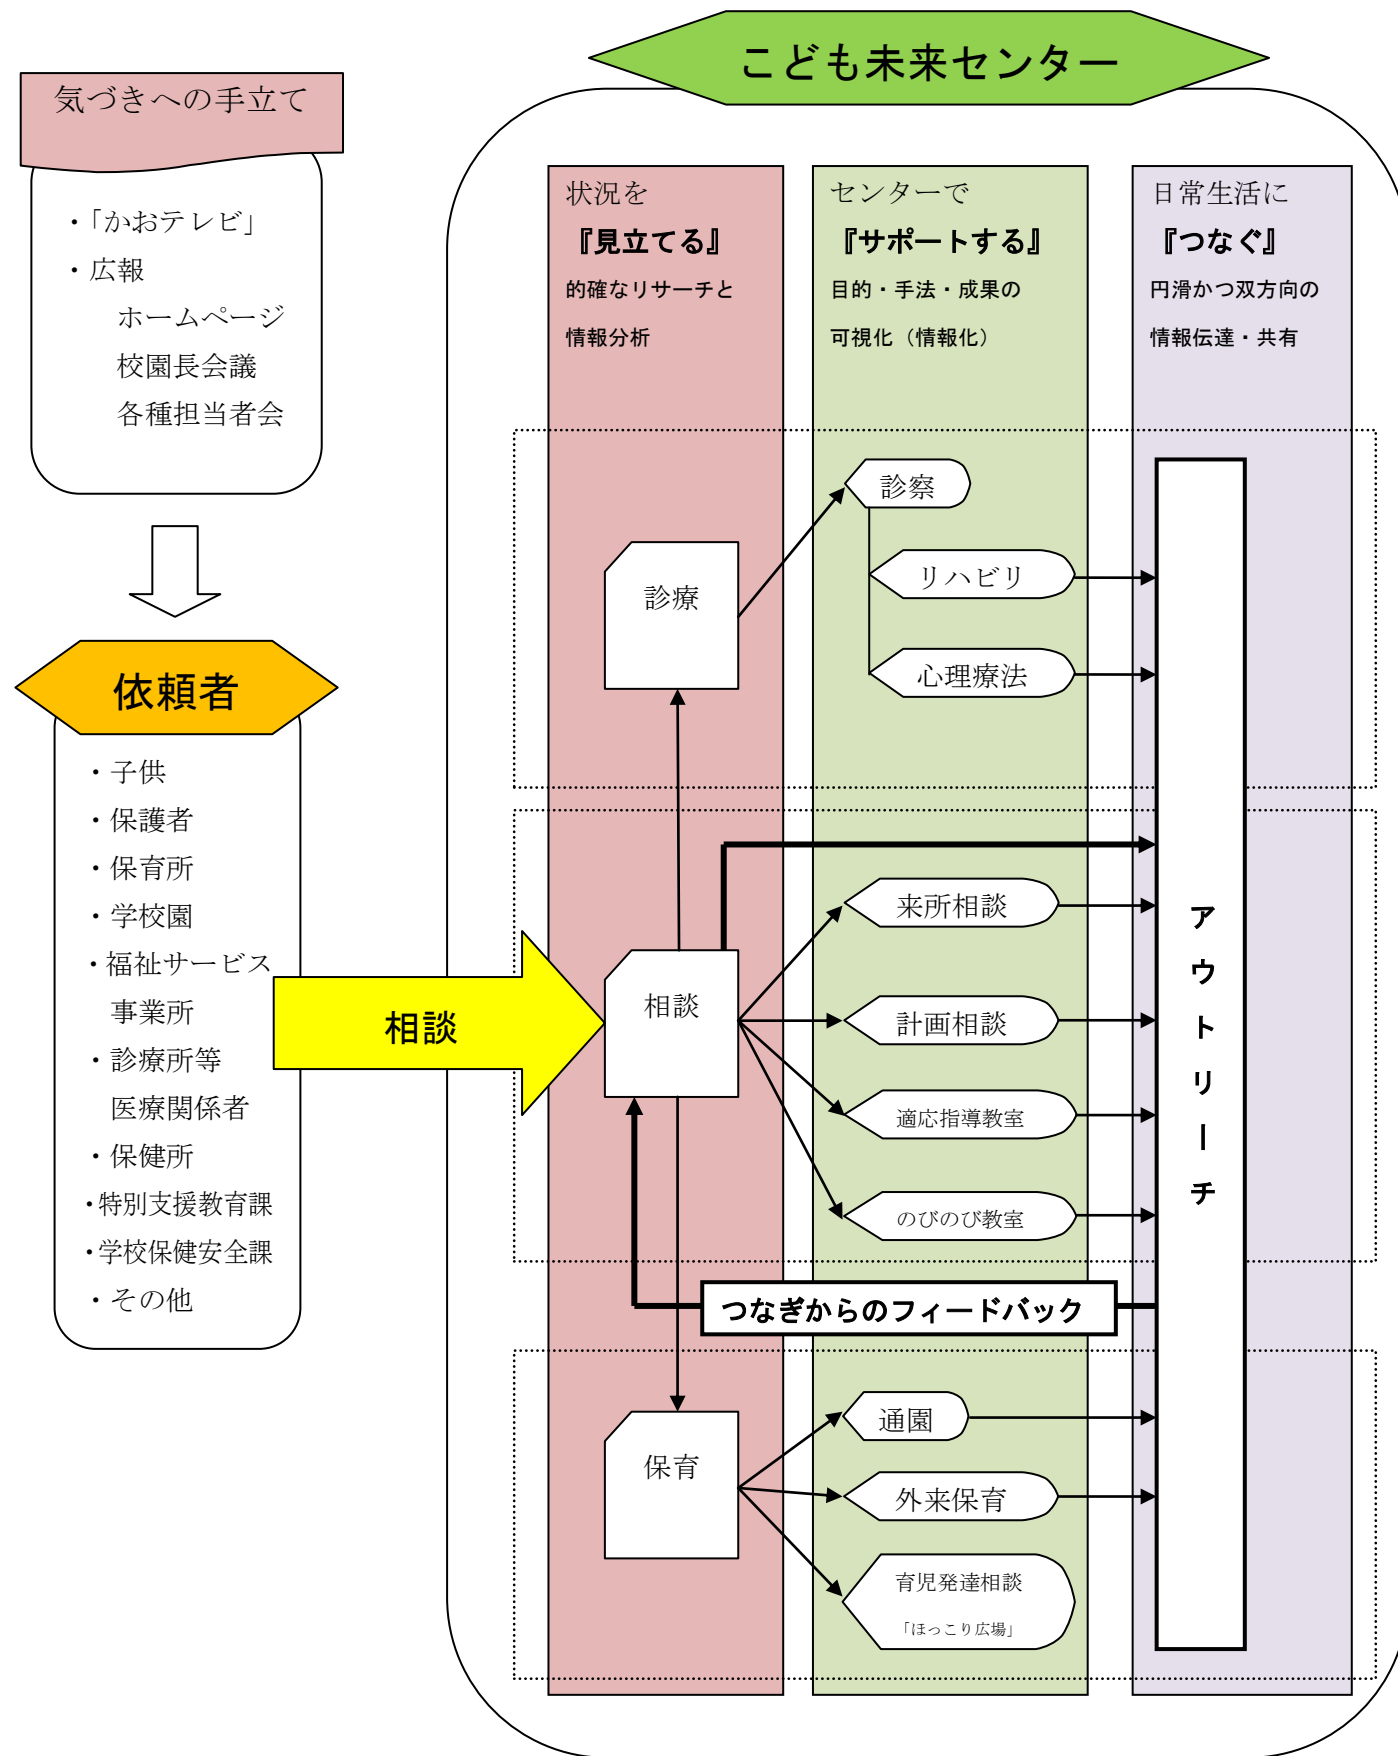 こども未来センター
気づきへの手立て
・「かおテレビ」
・広報
ホームページ
校園長会議
各種担当者会
依頼者
・子供
・保護者
・保育所
・学校園
・福祉サービス
事業所
・診療所等
医療関係者
・保健所
・特別支援教育課
・学校保健安全課
・その他
相談
状況を
『見立てる』
的確なリサーチと
情報分析
センターで
『サポートする』
目的・手法・成果の
可視化（情報化）
日常生活に
『つなぐ』
円滑かつ双方向の
情報伝達・共有
診療
診察
リハビリ
心理療法
相談
来所相談
計画相談
適応指導教室
のびのび教室
つなぎからのフィードバック
保育
通園
外来保育
育児発達相談
「ほっこり広場」
アウトリーチ